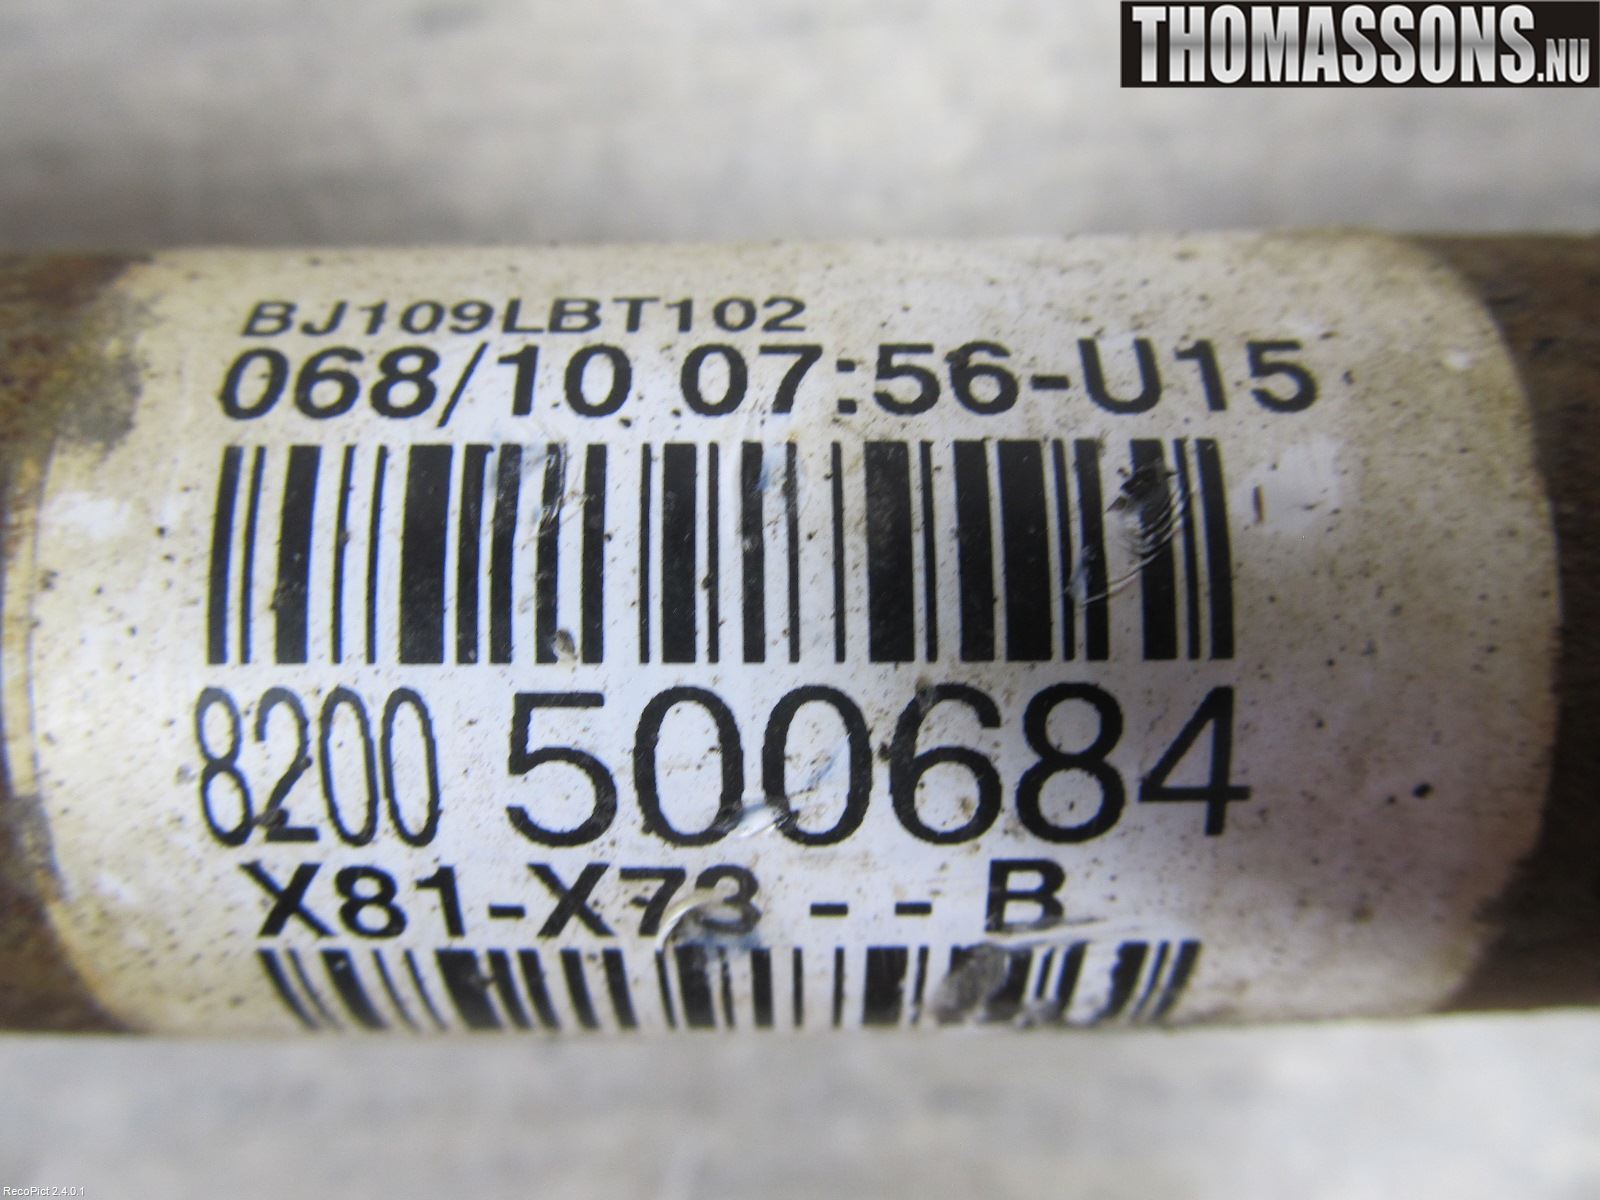 THOMASSONS.NU
BJ109LBT102
068/10 07:56-U15
8200 500684
X81-X73 - - B
RecoPict 2.4.0.1